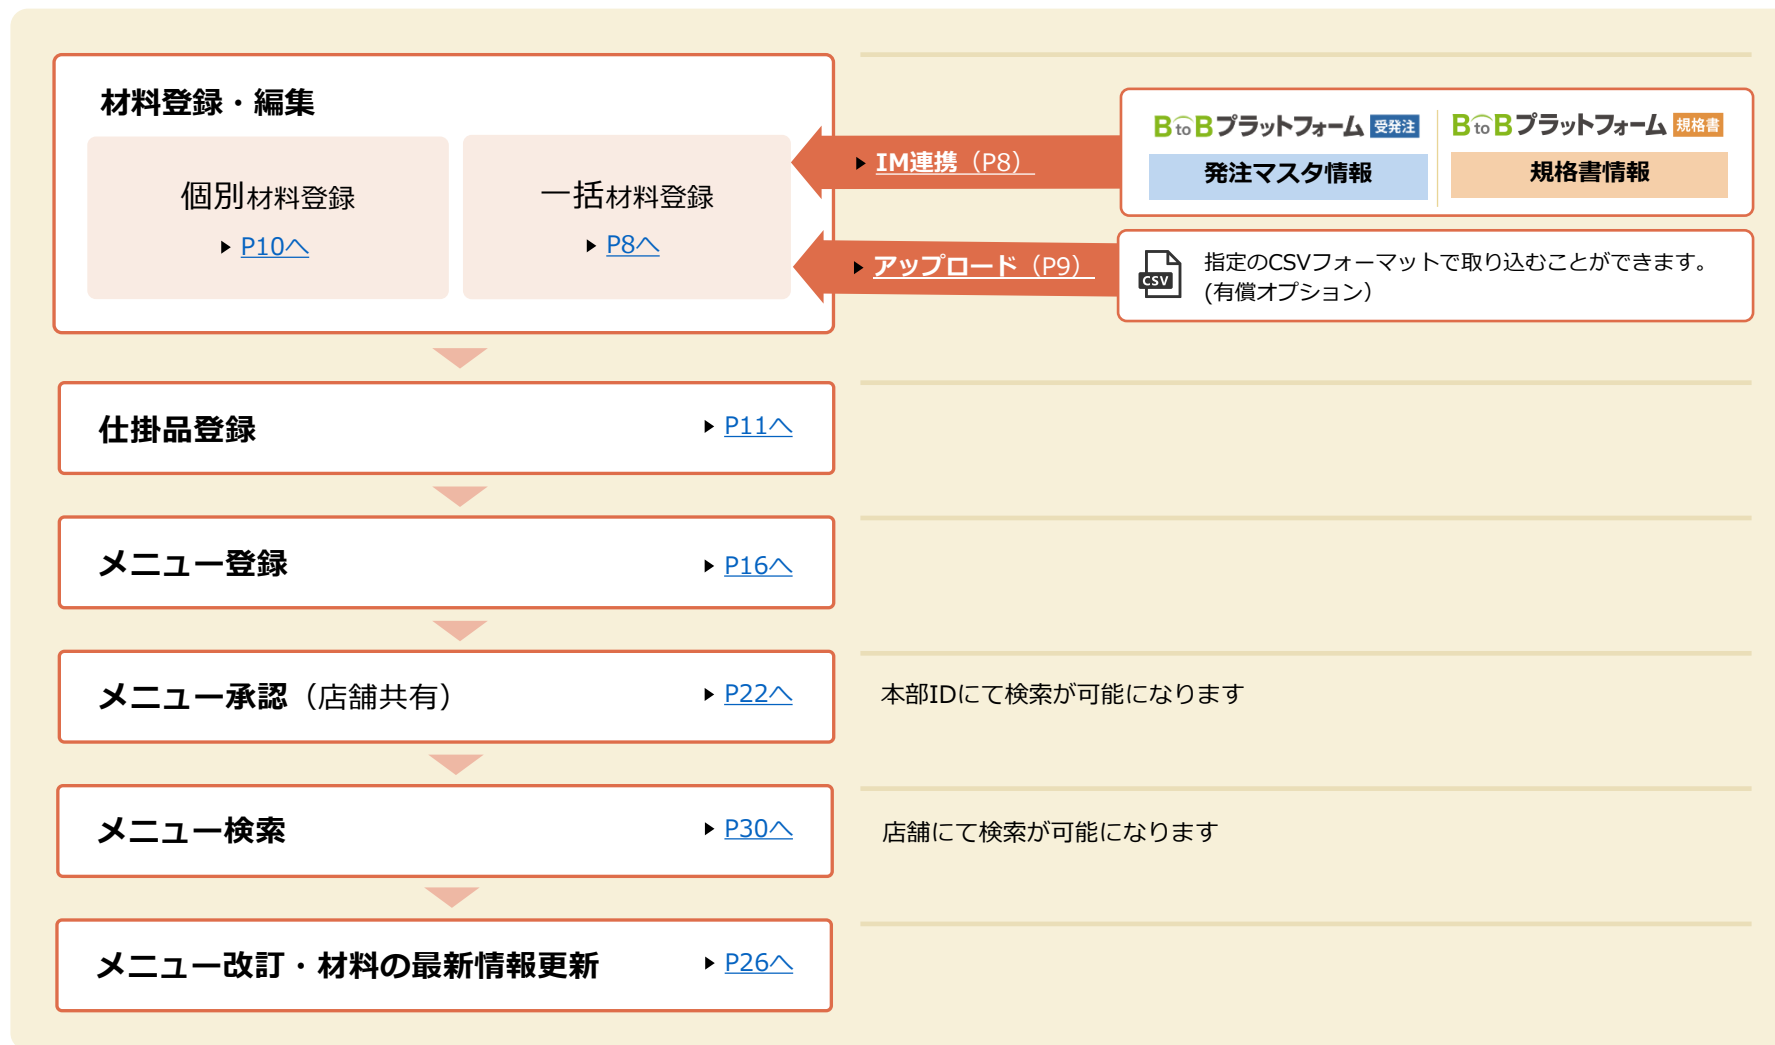 材料登録・編集
個別材料登録
P10へ
一括材料登録
P8へ
IM連携（P8）
BtoBプラットフォーム 受発注
発注マスタ情報
BtoBプラットフォーム 規格書
規格書情報
アップロード（P9）
CSV
指定のCSVフォーマットで取り込むことができます。
(有償オプション）
仕掛品登録
P11へ
メニュー登録
P16へ
メニュー承認（店舗共有）
P22へ
本部IDにて検索が可能になります
メニュー検索
P30へ
店舗にて検索が可能になります
メニュー改訂・材料の最新情報更新
P26へ